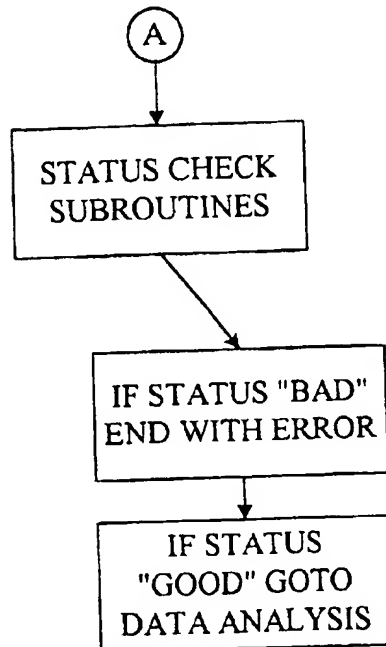 A
STATUS CHECK
SUBROUTINES
IF STATUS "BAD"
END WITH ERROR
IF STATUS
"GOOD" GOTO
DATA ANALYSIS